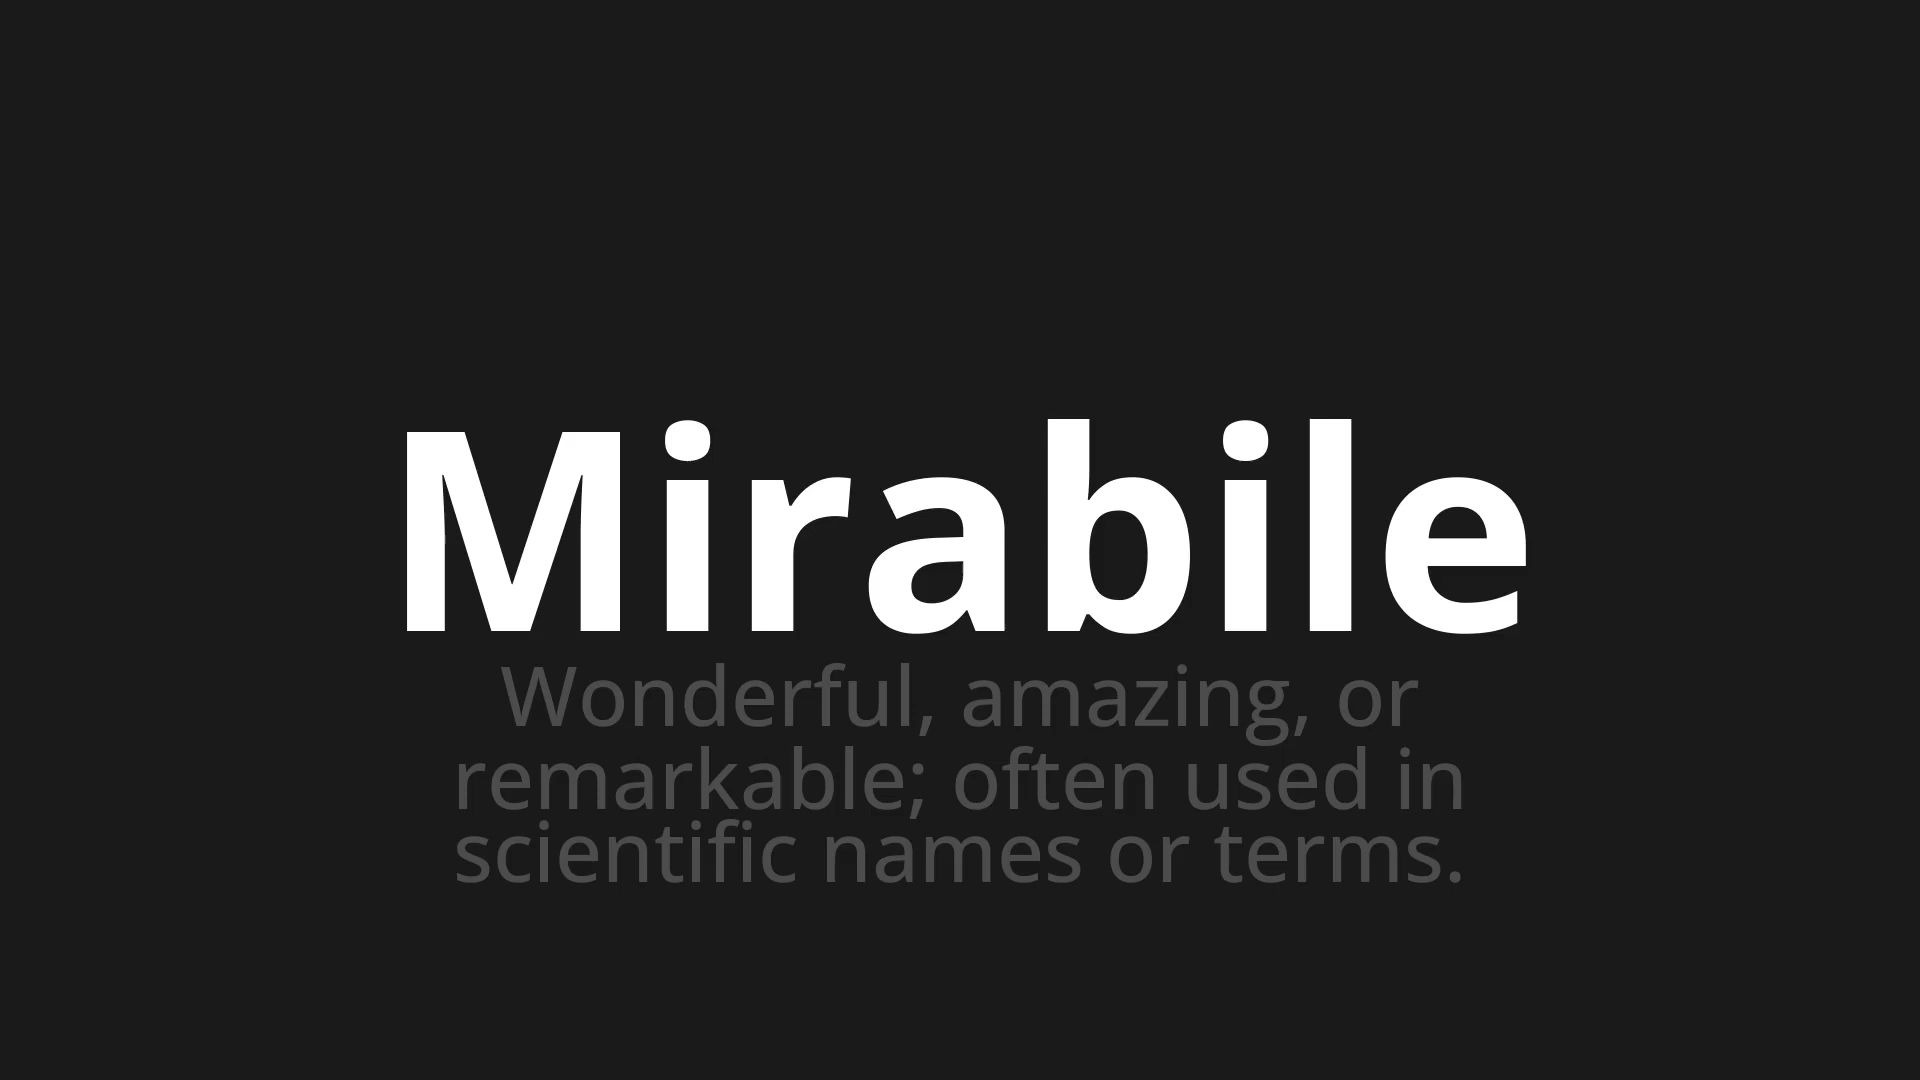 Mirabile
Wonderful, amazing, or
remarkable; often used in
scientific names or terms.